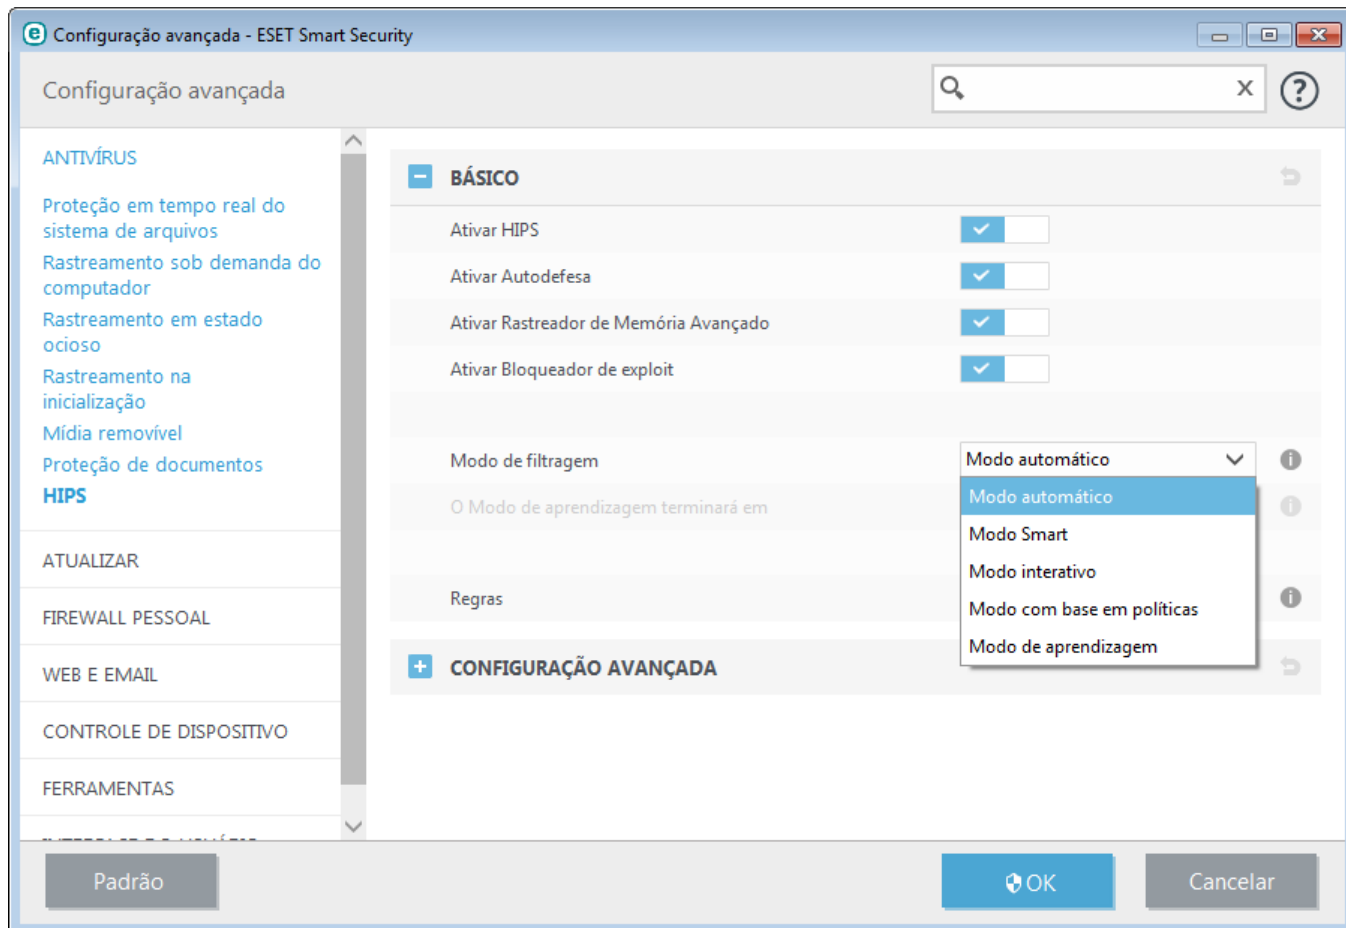 Configuração avançada - ESET Smart Security
Configuração avançada
ANTIVÍRUS
Proteção em tempo real do
sistema de arquivos
Rastreamento sob demanda do
computador
Rastreamento em estado
ocioso
Rastreamento na
inicialização
Mídia removível
Proteção de documentos
HIPS
ATUALIZAR
FIREWALL PESSOAL
WEB E EMAIL
CONTROLE DE DISPOSITIVO
FERRAMENTAS
BÁSICO
Ativar HIPS
Ativar Autodefesa
Ativar Rastreador de Memória Avançado
Ativar Bloqueador de exploit
Modo de filtragem
Modo automático
O Modo de aprendizagem terminará em
Modo automático
Modo Smart
Modo interativo
Modo com base em políticas
Modo de aprendizagem
Regras
CONFIGURAÇÃO AVANÇADA
Padrão
OK
Cancelar